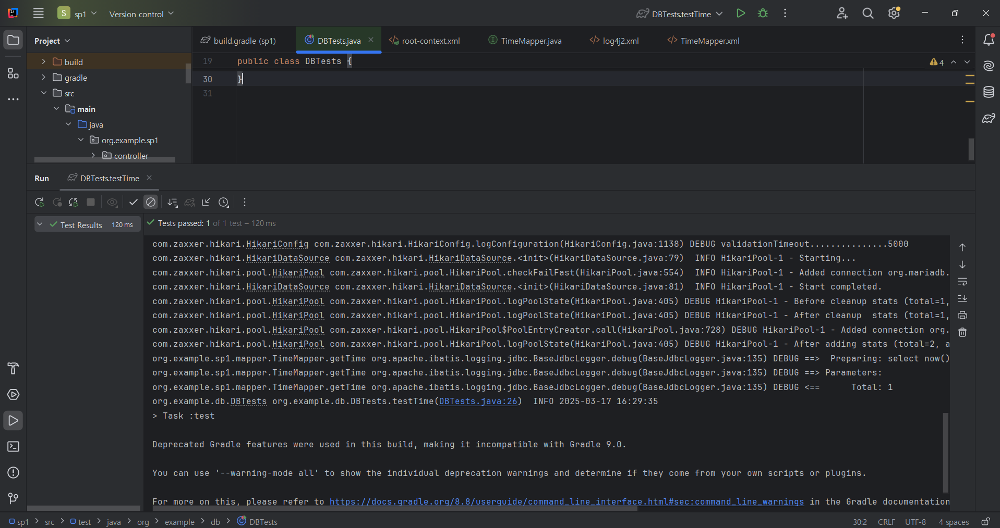 S sp1 Version control DBTests.testTime
Project
build.gradle (sp1) DBTests.java root-context.xml TimeMapper.java log4j2.xml TimeMapper.xml
build
gradle
src
main
java
org.example.sp1
controller
19 public class DBTests {
4
30 }
31
Run DBTests.testTime
Test Results 120 ms
Tests passed: 1 of 1 test – 120 ms
com.zaxxer.hikari.HikariConfig com.zaxxer.hikari.HikariConfig.logConfiguration(HikariConfig.java:1138) DEBUG validationTimeout...............5000
com.zaxxer.hikari.HikariDataSource com.zaxxer.hikari.HikariDataSource.<init>(HikariDataSource.java:79)  INFO HikariPool-1 - Starting...
com.zaxxer.hikari.pool.HikariPool com.zaxxer.hikari.pool.HikariPool.checkFailFast(HikariPool.java:554)  INFO HikariPool-1 - Added connection org.mariadb.
com.zaxxer.hikari.HikariDataSource com.zaxxer.hikari.HikariDataSource.<init>(HikariDataSource.java:81)  INFO HikariPool-1 - Start completed.
com.zaxxer.hikari.pool.HikariPool com.zaxxer.hikari.pool.HikariPool.logPoolState(HikariPool.java:405) DEBUG HikariPool-1 - Before cleanup stats (total=1,
com.zaxxer.hikari.pool.HikariPool com.zaxxer.hikari.pool.HikariPool.logPoolState(HikariPool.java:405) DEBUG HikariPool-1 - After cleanup  stats (total=1,
com.zaxxer.hikari.pool.HikariPool com.zaxxer.hikari.pool.HikariPool$PoolEntryCreator.call(HikariPool.java:728) DEBUG HikariPool-1 - Added connection org.
com.zaxxer.hikari.pool.HikariPool com.zaxxer.hikari.pool.HikariPool.logPoolState(HikariPool.java:405) DEBUG HikariPool-1 - After adding stats (total=2, a
org.example.sp1.mapper.TimeMapper.getTime org.apache.ibatis.logging.jdbc.BaseJdbcLogger.debug(BaseJdbcLogger.java:135) DEBUG ==>  Preparing: select now()
org.example.sp1.mapper.TimeMapper.getTime org.apache.ibatis.logging.jdbc.BaseJdbcLogger.debug(BaseJdbcLogger.java:135) DEBUG ==> Parameters:
org.example.sp1.mapper.TimeMapper.getTime org.apache.ibatis.logging.jdbc.BaseJdbcLogger.debug(BaseJdbcLogger.java:135) DEBUG <==      Total: 1
org.example.db.DBTests org.example.db.DBTests.testTime(DBTests.java:26)  INFO 2025-03-17 16:29:35
> Task :test
Deprecated Gradle features were used in this build, making it incompatible with Gradle 9.0.
You can use '--warning-mode all' to show the individual deprecation warnings and determine if they come from your own scripts or plugins.
For more on this, please refer to https://docs.gradle.org/8.8/userguide/command_line_interface.html#sec:command_line_warnings in the Gradle documentation
sp1 > src > test > java > org > example > db > DBTests
30:2 CRLF UTF-8 4 spaces